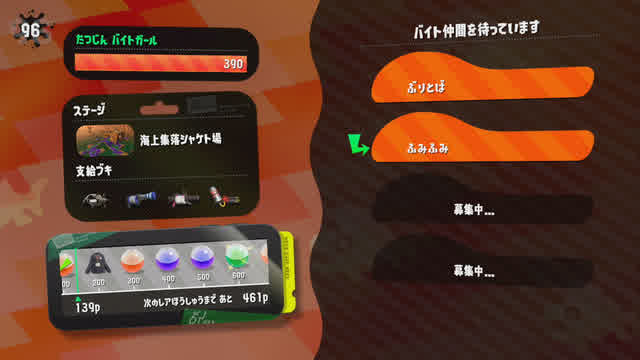 96
たつじん バイトガール
390
ステージ
海上集落シャケト場
支給ブキ
200 200 400 500 600
139p
次のレアほうしゅうまで あと 461p
バイト仲間を待っています
ぶりとば
ふみふみ
募集中...
募集中...